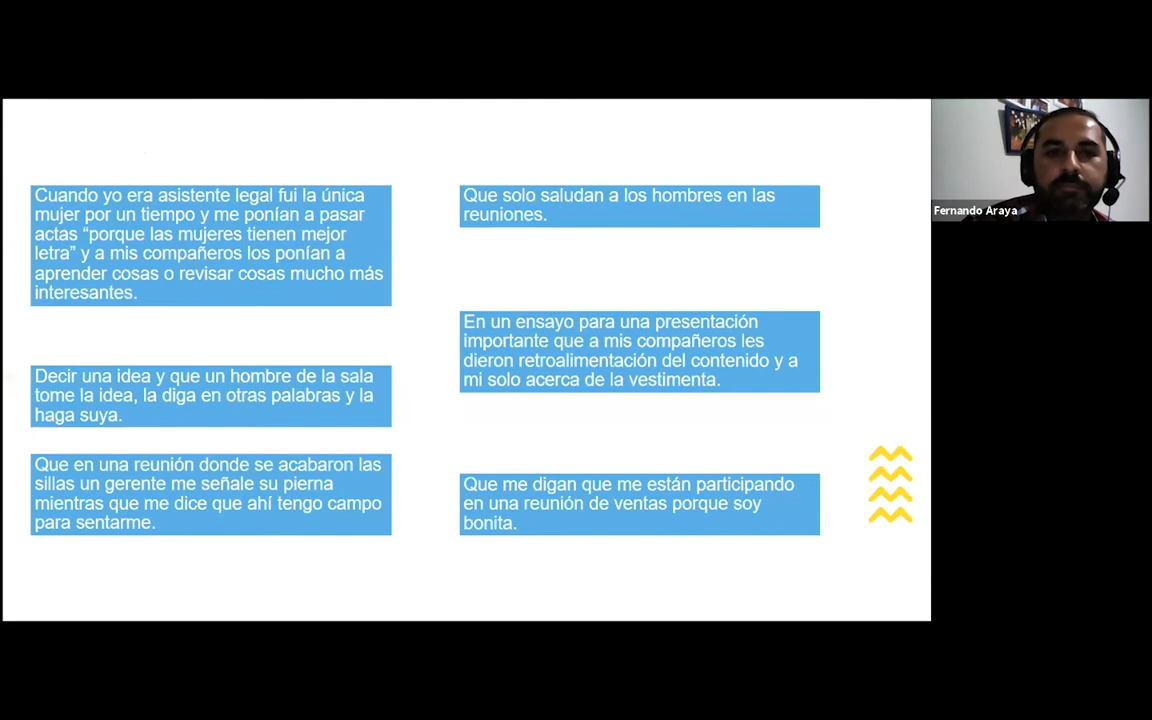 Cuando yo era asistente legal fui la única
mujer por un tiempo y me ponían a pasar
actas “porque las mujeres tienen mejor
letra” y a mis compañeros los ponían a
aprender cosas o revisar cosas mucho más
interesantes.
Decir una idea y que un hombre de la sala
tome la idea, la diga en otras palabras y la
haga suya.
Que en una reunión donde se acabaron las
sillas un gerente me señale su pierna
mientras que me dice que ahí tengo campo
para sentarme.
Que solo saludan a los hombres en las
reuniones.
En un ensayo para una presentación
importante que a mis compañeros les
dieron retroalimentación del contenido y a
mi solo acerca de la vestimenta.
Que me digan que me están participando
en una reunión de ventas porque soy
bonita.
Fernando Araya